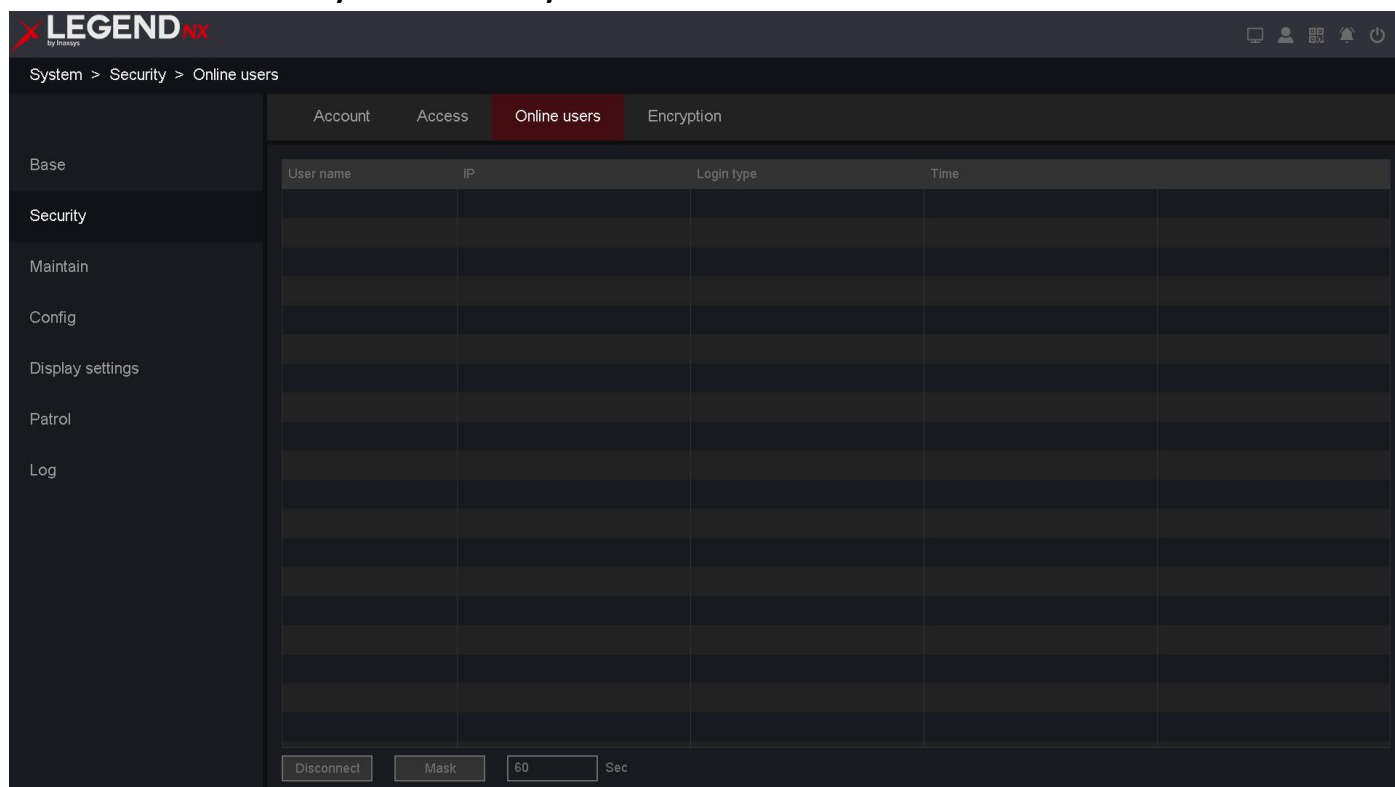 LEGEND NX
by Inaxsys
System > Security > Online users
Account Access Online users Encryption
Base
Security
Maintain
Config
Display settings
Patrol
Log
User name IP Login type Time
Disconnect Mask 60 Sec